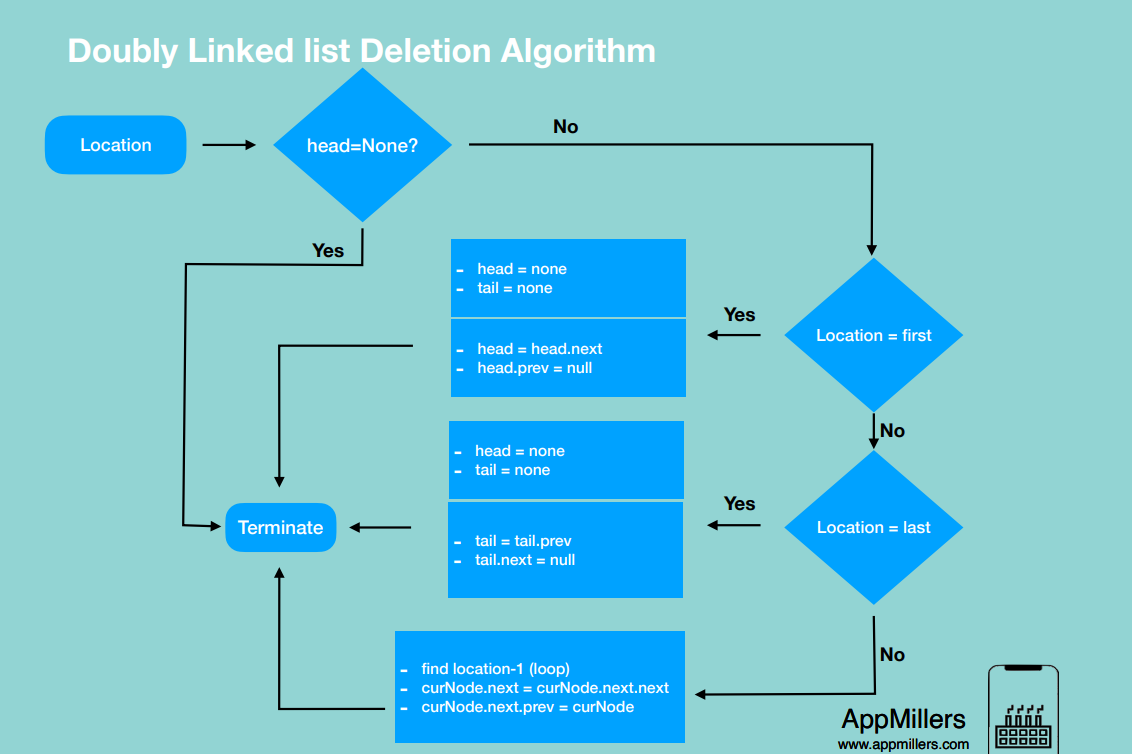 Doubly Linked list Deletion Algorithm
Location
head=None?
No
Yes
- head = none
- tail = none
- head = head.next
- head.prev = null
Yes
Location = first
No
- head = none
- tail = none
- tail = tail.prev
- tail.next = null
Yes
Location = last
Terminate
No
- find location-1 (loop)
- curNode.next = curNode.next.next
- curNode.next.prev = curNode
AppMillers
www.appmillers.com